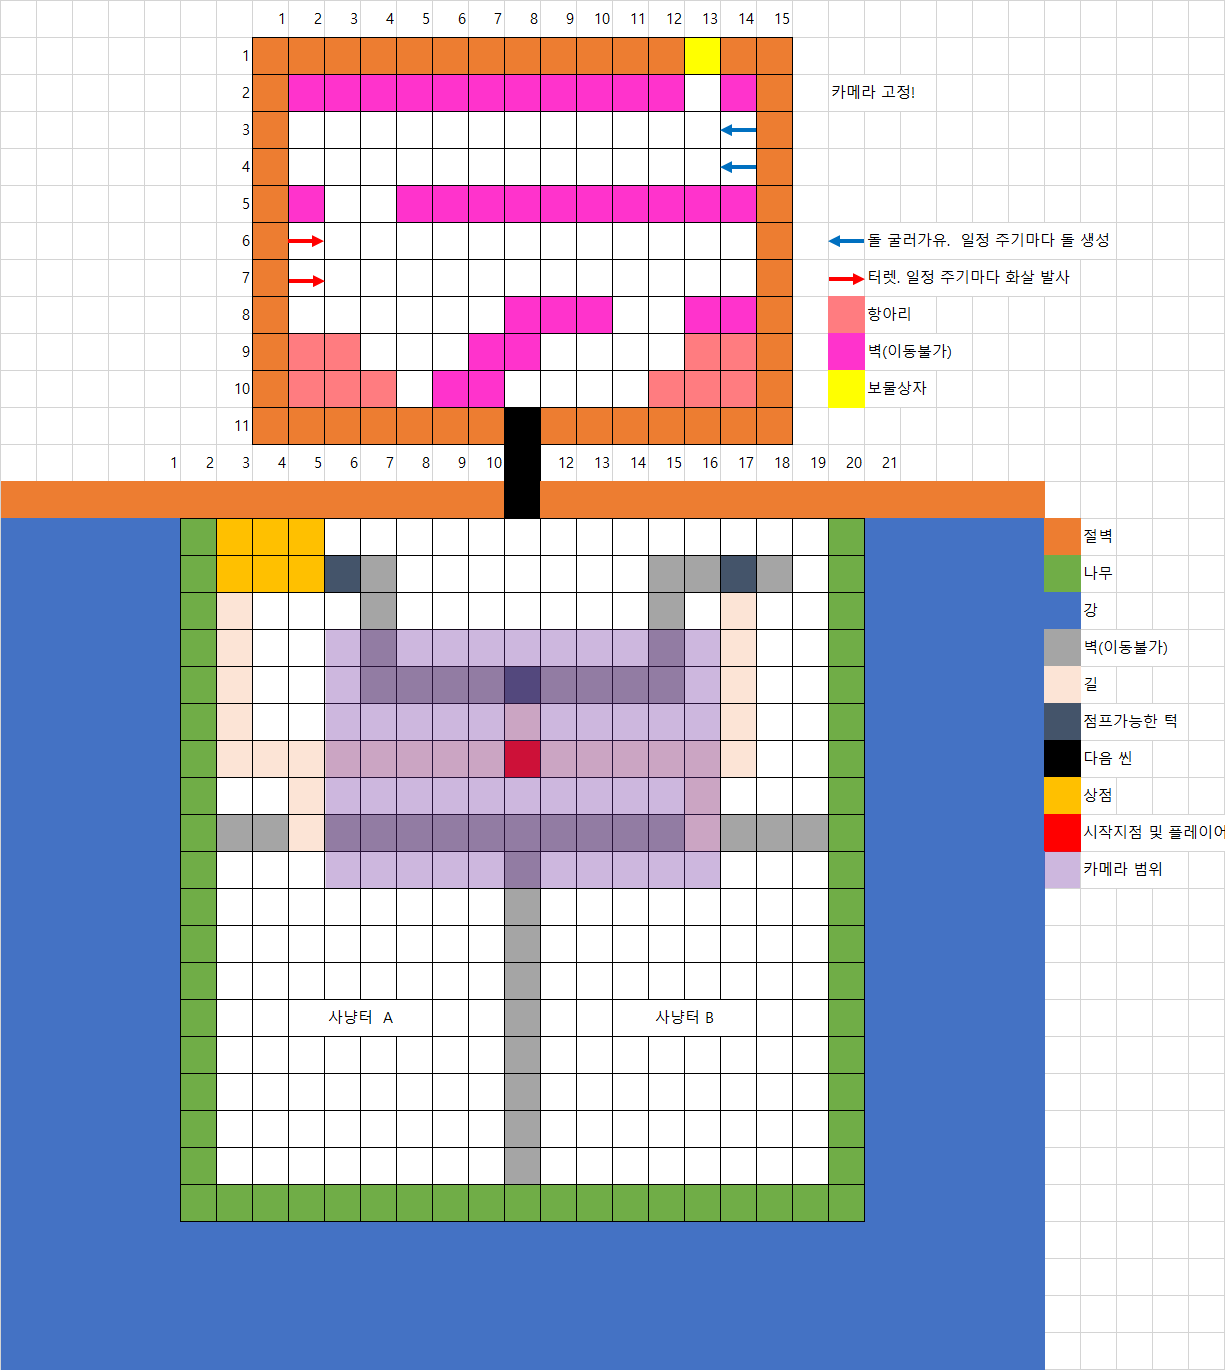 1 2 3 4 5 6 7 8 9 10 11 12 13 14 15
1
2 카메라 고정!
3
4
5
6 돌 굴러가유. 일정 주기마다 돌 생성
7 터렛. 일정 주기마다 화살 발사
8 항아리
9 벽(이동불가)
10 보물상자
11
1 2 3 4 5 6 7 8 9 10 12 13 14 15 16 17 18 19 20 21
절벽
나무
강
벽(이동불가)
길
점프가능한 턱
다음 씬
상점
시작지점 및 플레이어
카메라 범위
사냥터 A 사냥터 B